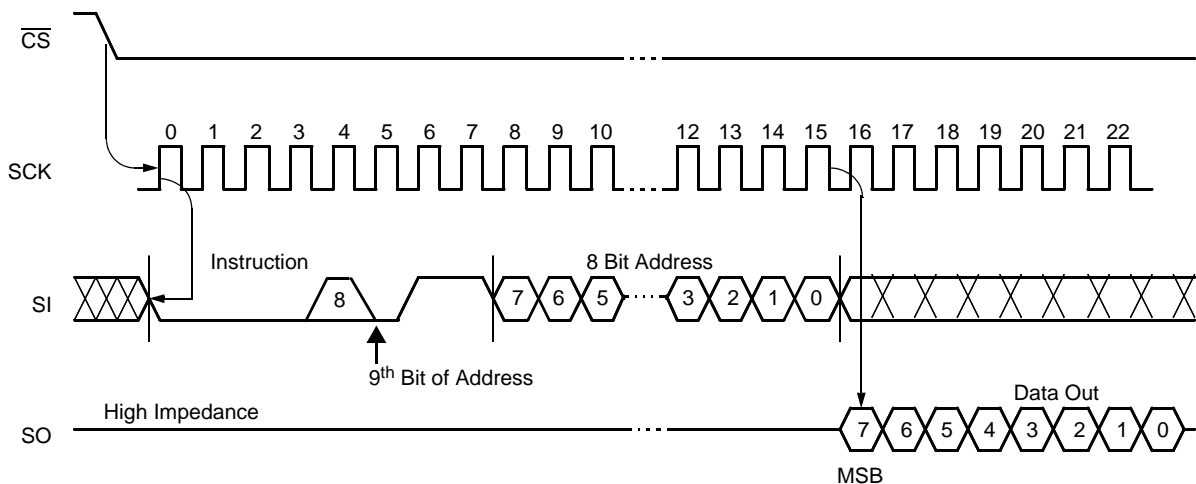 CS
0 1 2 3 4 5 6 7 8 9 10 12 13 14 15 16 17 18 19 20 21 22
SCK
Instruction
8 Bit Address
SI
8
7 6 5 3 2 1 0
9th Bit of Address
High Impedance
Data Out
SO
7 6 5 4 3 2 1 0
MSB